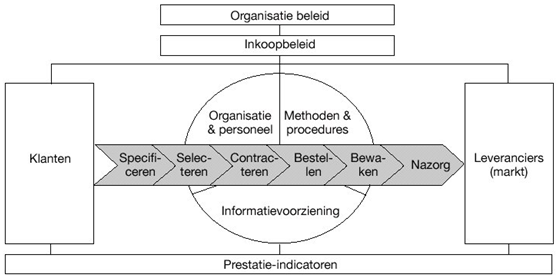 Organisatie beleid
Inkoopbeleid
Organisatie
& personeel
Methoden &
procedures
Klanten
Specifi-
ceren
Selec-
teren
Contrac-
teren
Bestel-
len
Bewa-
ken
Nazorg
Leveranciers
(markt)
Informatievoorziening
Prestatie-indicatoren